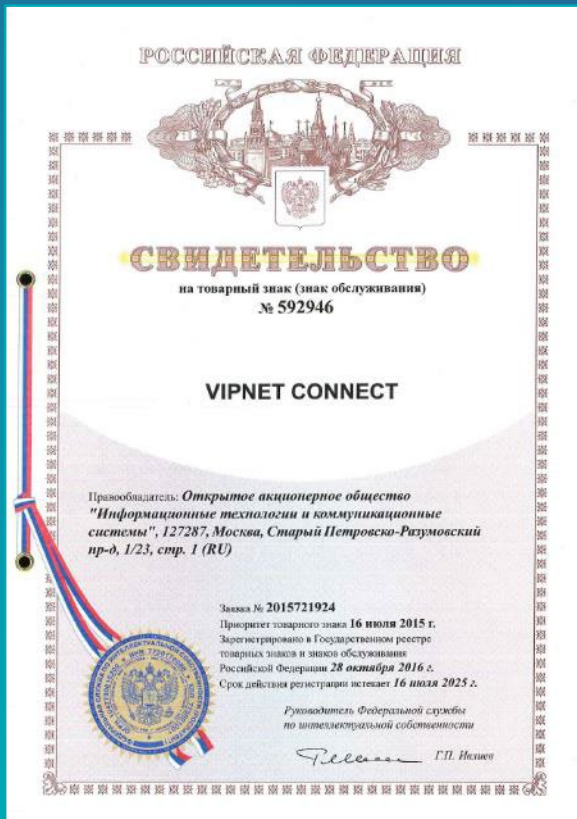 РОССИЙСКАЯ ФЕДЕРАЦИЯ
СВИДЕТЕЛЬСТВО
на товарный знак (знак обслуживания)
№ 592946
VIPNET CONNECT
Правообладатель: Открытое акционерное общество
"Информационные технологии и коммуникационные
системы", 127287, Москва, Старый Петровско-Разумовский
пр-д, 1/23, стр. 1 (RU)
Заявка № 2015721924
Приоритет товарного знака 16 июля 2015 г.
Зарегистрировано в Государственном реестре
товарных знаков и знаков обслуживания
Российской Федерации 28 октября 2016 г.
Срок действия регистрации истекает 16 июля 2025 г.
Руководитель Федеральной службы
по интеллектуальной собственности
Г.П. Ивлиев